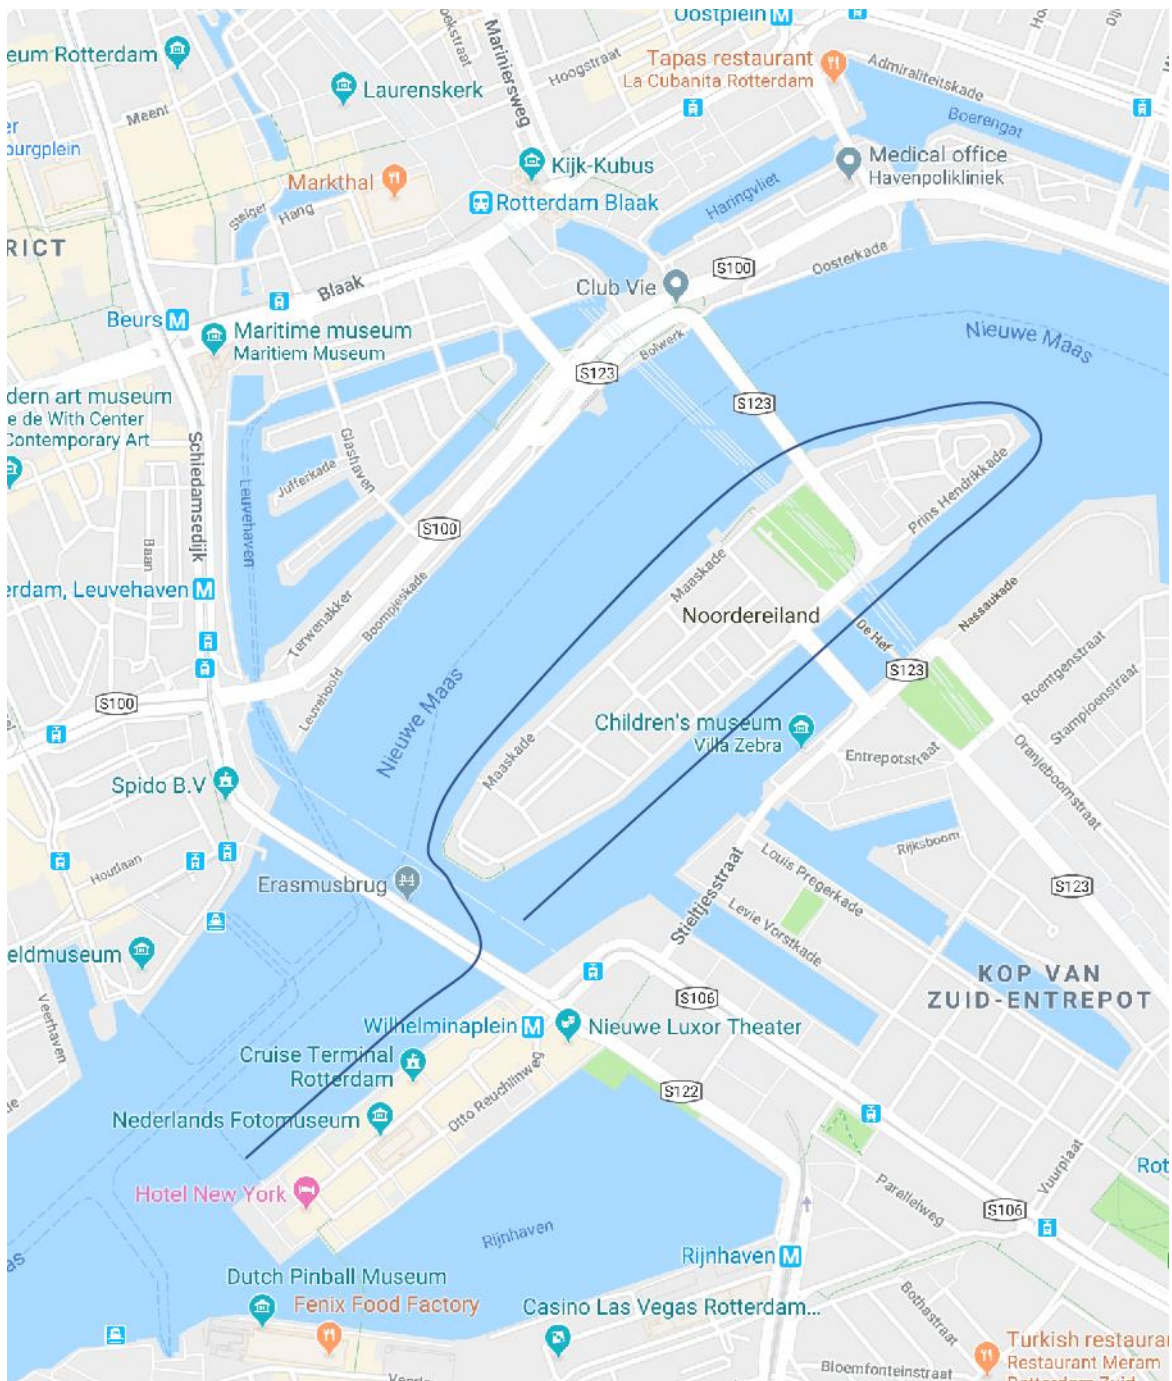 Oostplein
eum Rotterdam
Mariniersweg
Hoogstraat
Tapas restaurant
La Cubanita Rotterdam
Admiraliteitskade
Laurenskerk
Meent
Boerengat
Kijk-Kubus
Medical office
Havenpolikliniek
ourgplein
Markthal
Rotterdam Blaak
Haringvliet
Steiger
Hang
RICT
S100
Oosterkade
Club Vie
Blaak
Beurs
Maritime museum
Maritiem Museum
Bolwerk
Nieuwe Maas
S123
dern art museum
e de With Center
Contemporary Art
S123
Schiedamsedijk
Glashaven
Jufferkade
Leuvehaven
Prins Hendrikkade
S100
Baan
Maaskade
erdam, Leuvehaven
Terwenakker
Boompjeskade
Noordereiland
De Hef
Nassaukade
S123
Roentgenstraat
Stampioenstraat
S100
Leuvehoofd
Nieuwe Maas
Children's museum
Villa Zebra
Maaskade
Entrepotstraat
Oranjeboomstraat
Spido B.V
Houtlaan
Rijksboom
Louis Pregerkade
Erasmusbrug
S123
Stieltjesstraat
Levie Vorstkade
eldmuseum
KOP VAN
ZUID-ENTREPOT
Veerhaven
S106
Wilhelminaplein
Nieuwe Luxor Theater
Cruise Terminal
Rotterdam
Otto Reuchlinweg
S122
Nederlands Fotomuseum
Vuurplaat
Rot
Hotel New York
Paralleiweg
S106
Rijnhaven
Rijnhaven
Dutch Pinball Museum
Fenix Food Factory
Casino Las Vegas Rotterdam...
Bothastraat
Turkish restaurar
Restaurant Meram
Bloemfonteinstraat